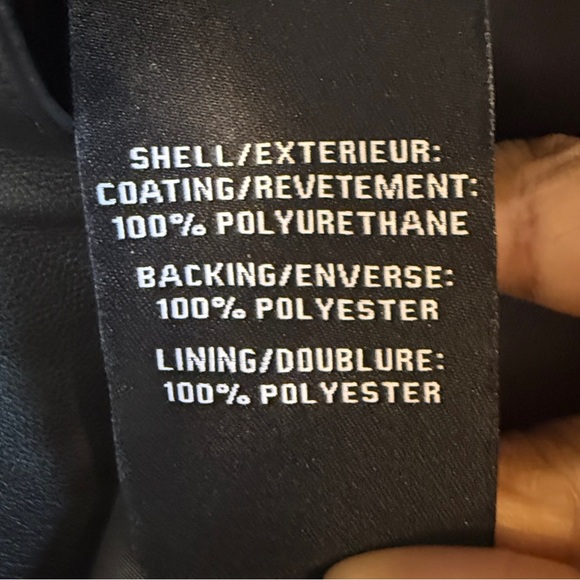 SHELL/EXTERIEUR:
COATING/REVETEMENT:
100% POLYURETHANE
BACKING/ENVERSE:
100% POLYESTER
LINING/DOUBLURE:
100% POLYESTER